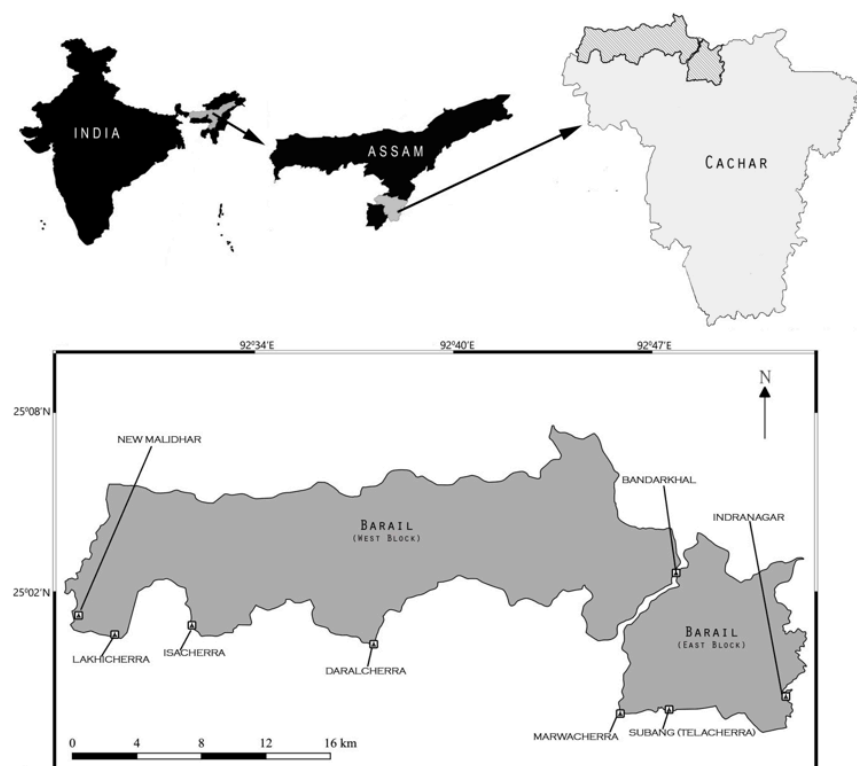 INDIA
ASSAM
CACHAR
92°34'E
92°40'E
92°47'E
25°08'N
N
NEW MALIDHAR
BANDARKHAL
INDRANAGAR
BARAIL
(WEST BLOCK)
25°02'N
BARAIL
(EAST BLOCK)
LAKHICHERRA
ISACHERRA
DARALCHERRA
MARWACHERRA
SUBANG (TELACHERRA)
0 4 8 12 16 km